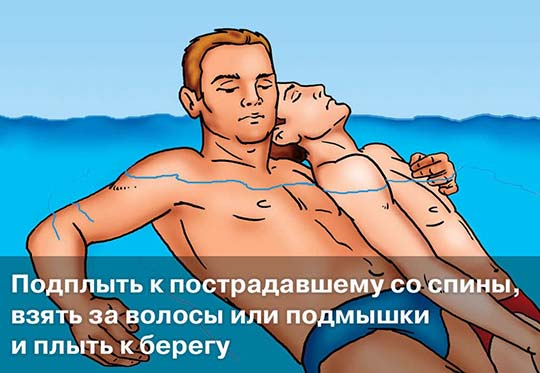 Подплыть к пострадавшему со спины,
взять за волосы или подмышки
и плыть к берегу